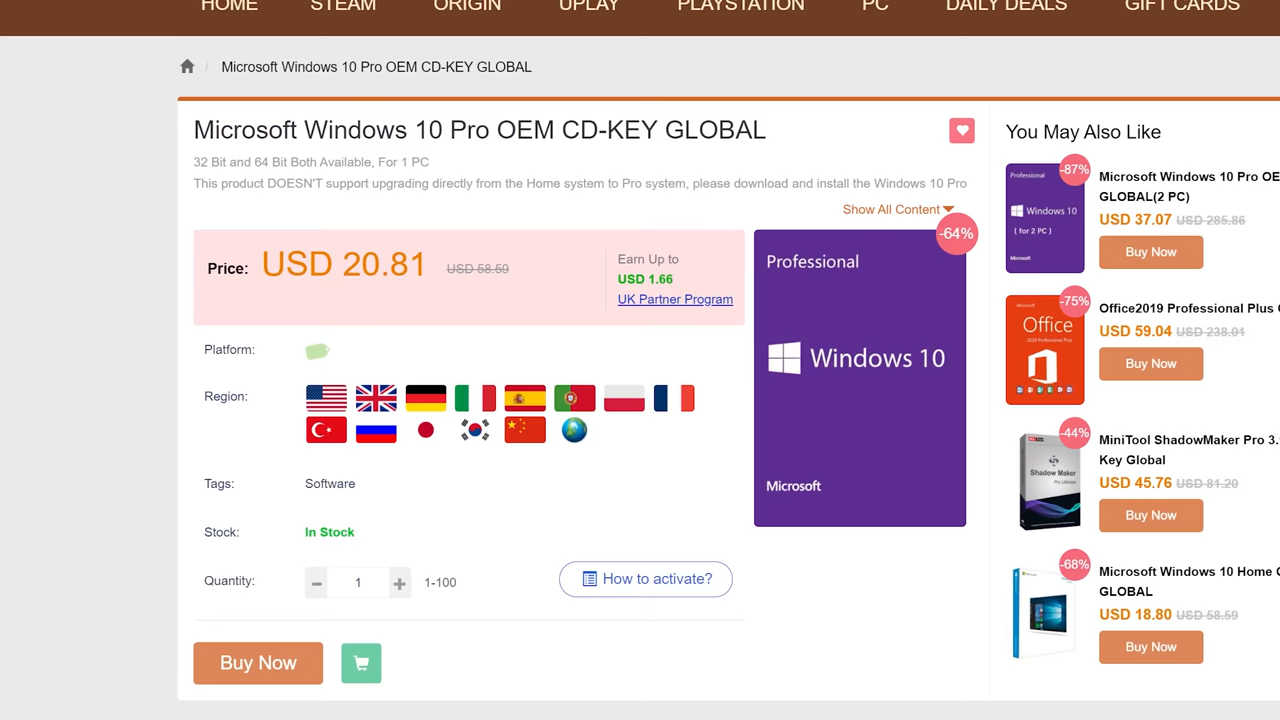 HOME STEAM ORIGIN UPLAY PLAYSTATION PC DAILY DEALS GIFT CARDS
/ Microsoft Windows 10 Pro OEM CD-KEY GLOBAL
Microsoft Windows 10 Pro OEM CD-KEY GLOBAL
32 Bit and 64 Bit Both Available, For 1 PC
This product DOESN'T support upgrading directly from the Home system to Pro system, please download and install the Windows 10 Pro
Show All Content
Price: USD 20.81 USD 58.59
Earn Up to
USD 1.66
UK Partner Program
-64%
Professional
Windows 10
Microsoft
Platform:
Region:
Tags: Software
Stock: In Stock
Quantity: − 1 + 1-100
How to activate?
Buy Now
You May Also Like
-87%
Professional
Windows 10
( for 2 PC )
Microsoft
Microsoft Windows 10 Pro OE
GLOBAL(2 PC)
USD 37.07 USD 285.86
Buy Now
-75%
Microsoft
Office
2019 Professional Plus
Office2019 Professional Plus
USD 59.04 USD 238.01
Buy Now
-44%
Shadow Maker
Pro Ultimate
MiniTool ShadowMaker Pro 3.
Key Global
USD 45.76 USD 81.20
Buy Now
-68%
Microsoft Windows 10 Home
GLOBAL
USD 18.80 USD 58.59
Buy Now